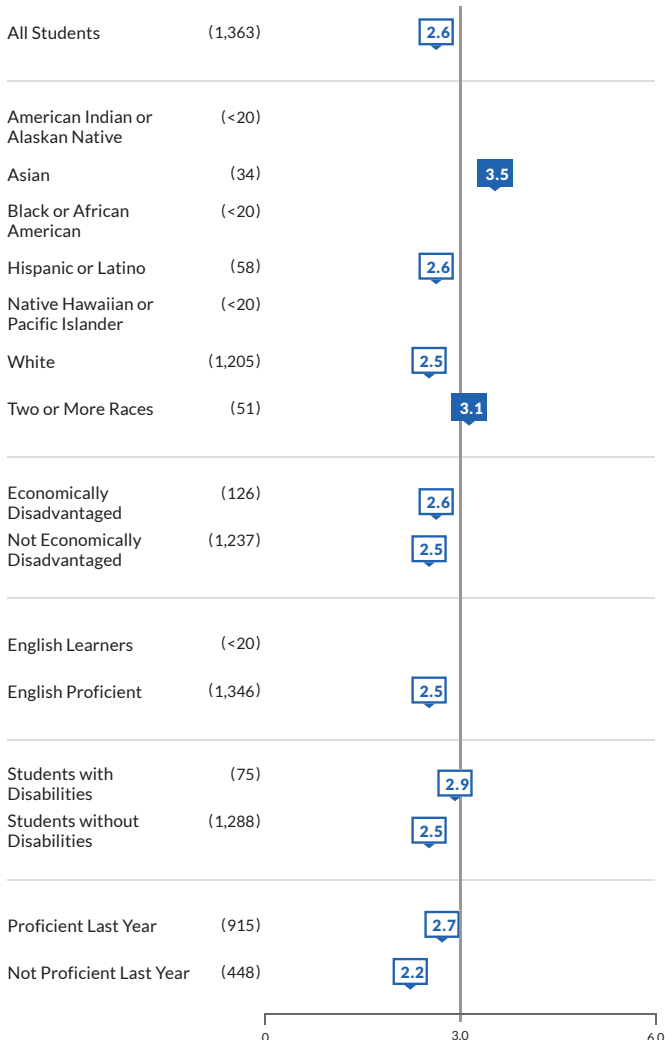 All Students (1,363) 2.6
American Indian or (<20)
Alaskan Native
Asian (34) 3.5
Black or African (<20)
American
Hispanic or Latino (58) 2.6
Native Hawaiian or (<20)
Pacific Islander
White (1,205) 2.5
Two or More Races (51) 3.1
Economically (126) 2.6
Disadvantaged
Not Economically (1,237) 2.5
Disadvantaged
English Learners (<20)
English Proficient (1,346) 2.5
Students with (75) 2.9
Disabilities
Students without (1,288) 2.5
Disabilities
Proficient Last Year (915) 2.7
Not Proficient Last Year (448) 2.2
0 3.0 6.0